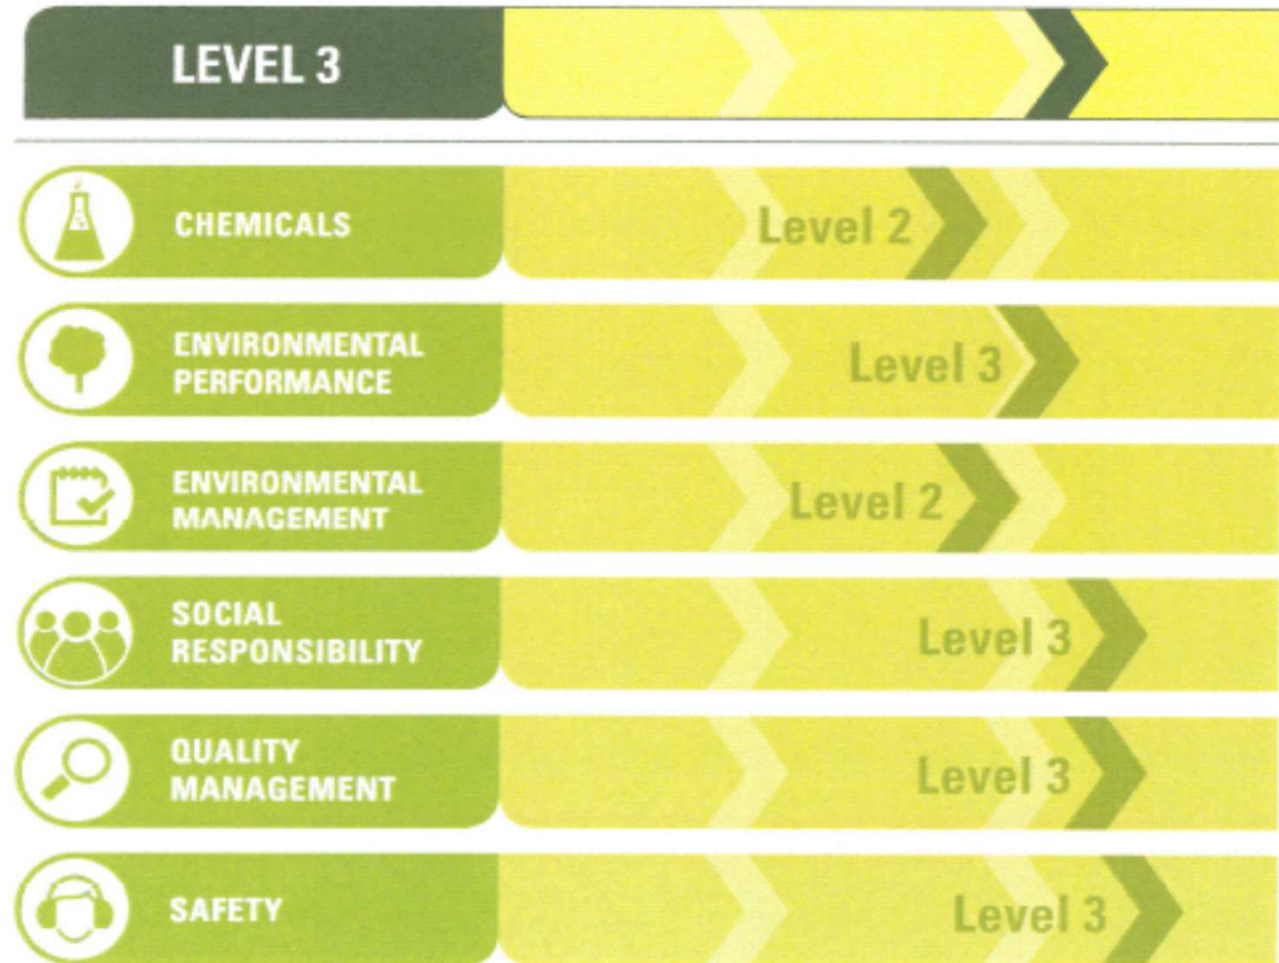 LEVEL 3
CHEMICALS
Level 2
ENVIRONMENTAL
PERFORMANCE
Level 3
ENVIRONMENTAL
MANAGEMENT
Level 2
SOCIAL
RESPONSIBILITY
Level 3
QUALITY
MANAGEMENT
Level 3
SAFETY
Level 3